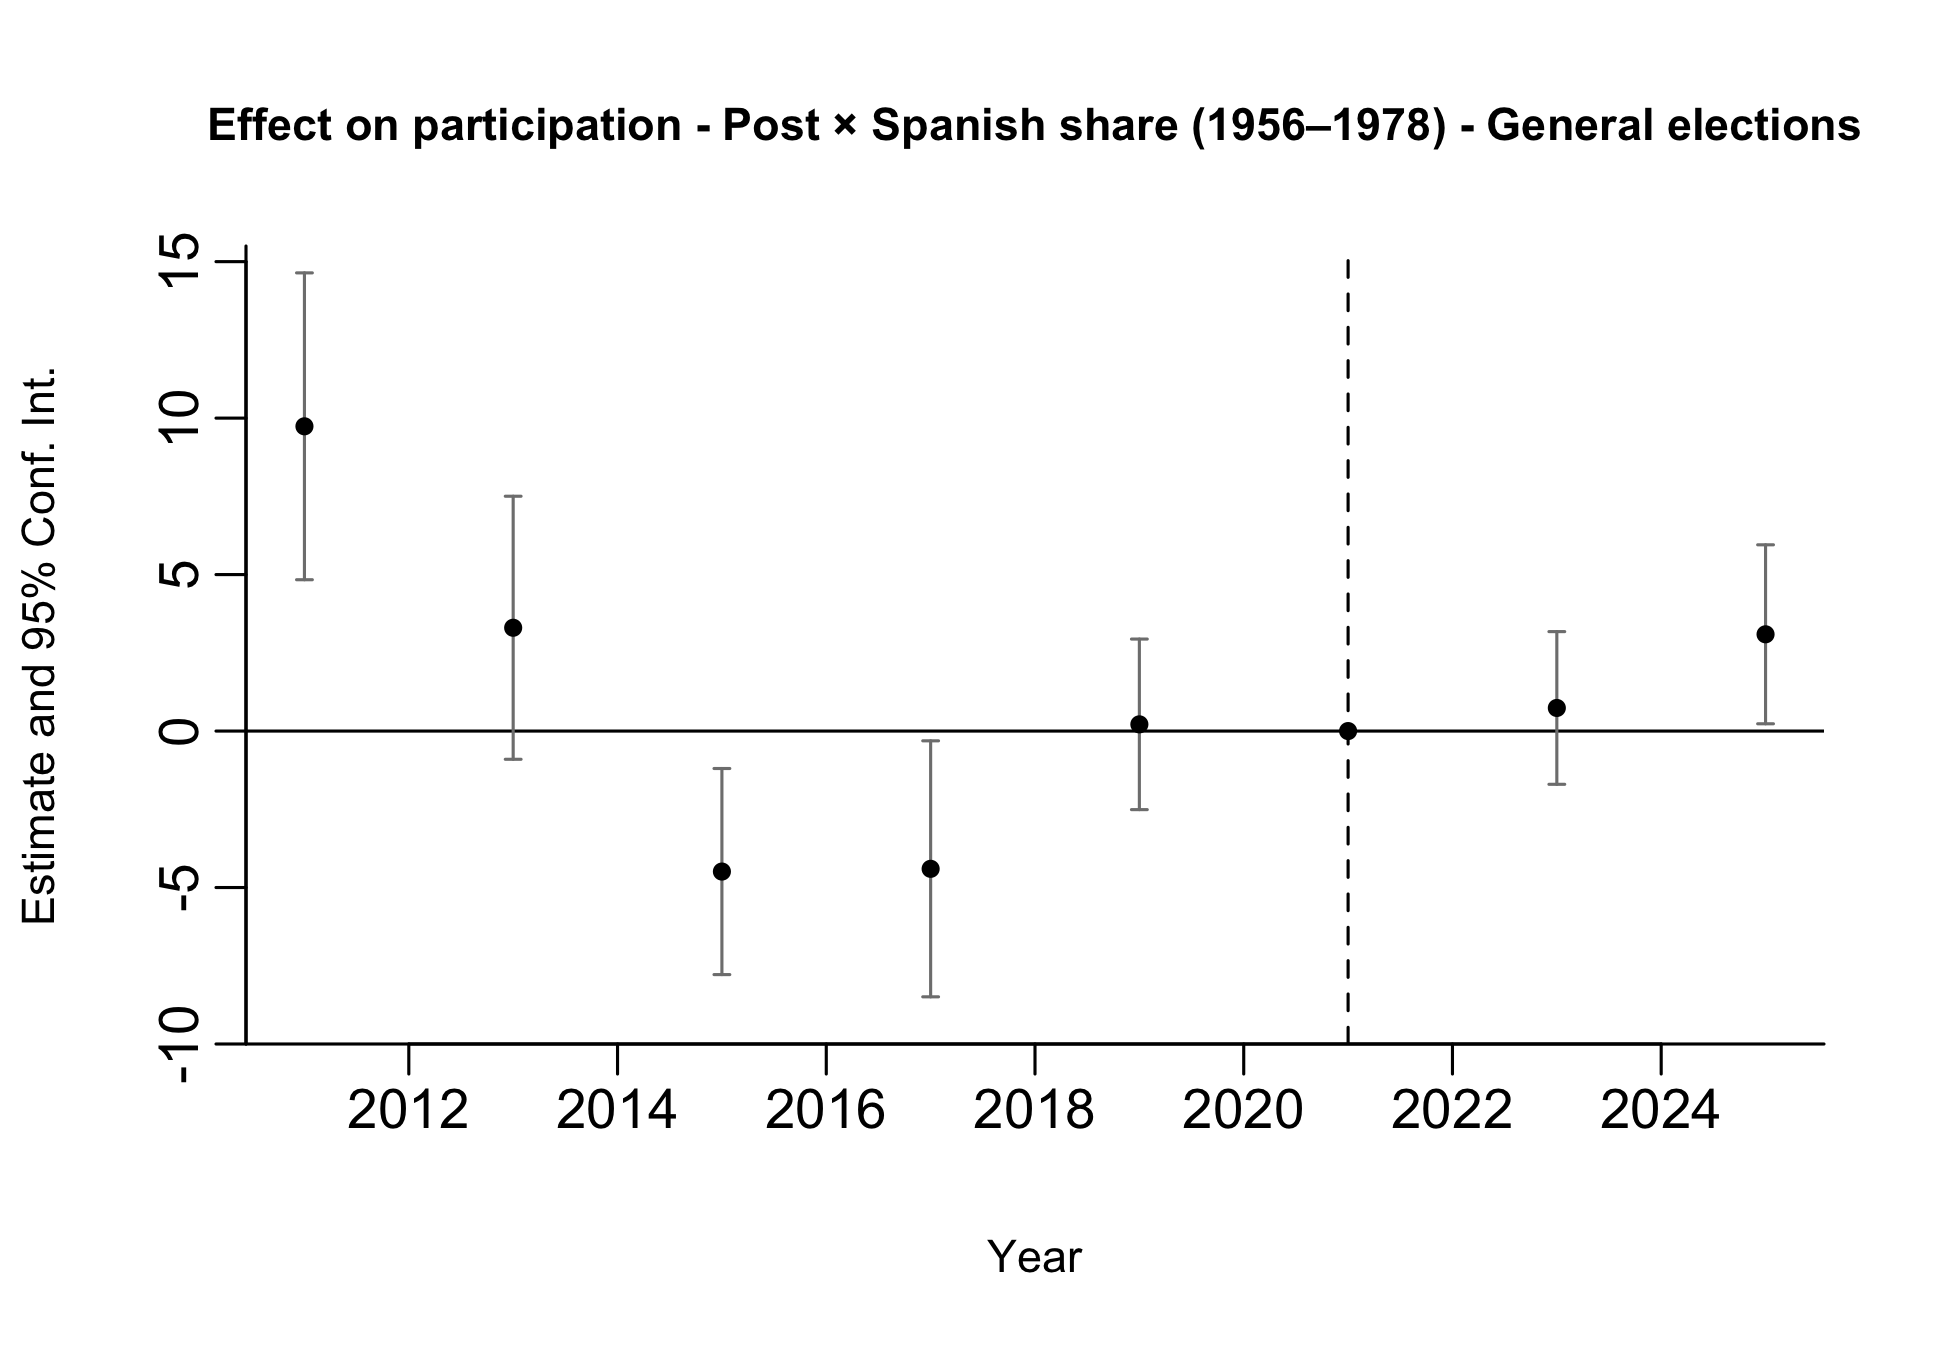 Effect on participation - Post × Spanish share (1956–1978) - General elections
Estimate and 95% Conf. Int.
15
10
5
0
-5
-10
2012 2014 2016 2018 2020 2022 2024
Year